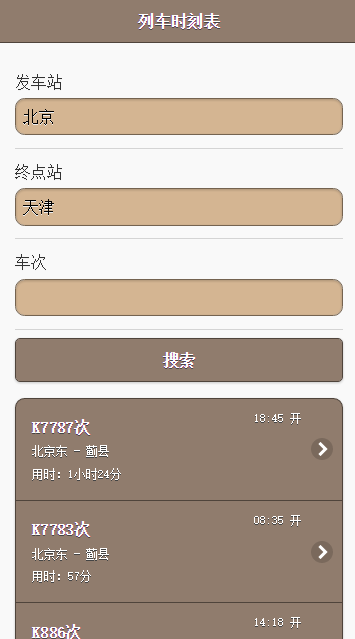 列车时刻表
发车站
北京
终点站
天津
车次
搜索
K7787次
18:45 开
北京东 - 蓟县
用时: 1小时24分
K7783次
08:35 开
北京东 - 蓟县
用时: 57分
K886次
14:18 开